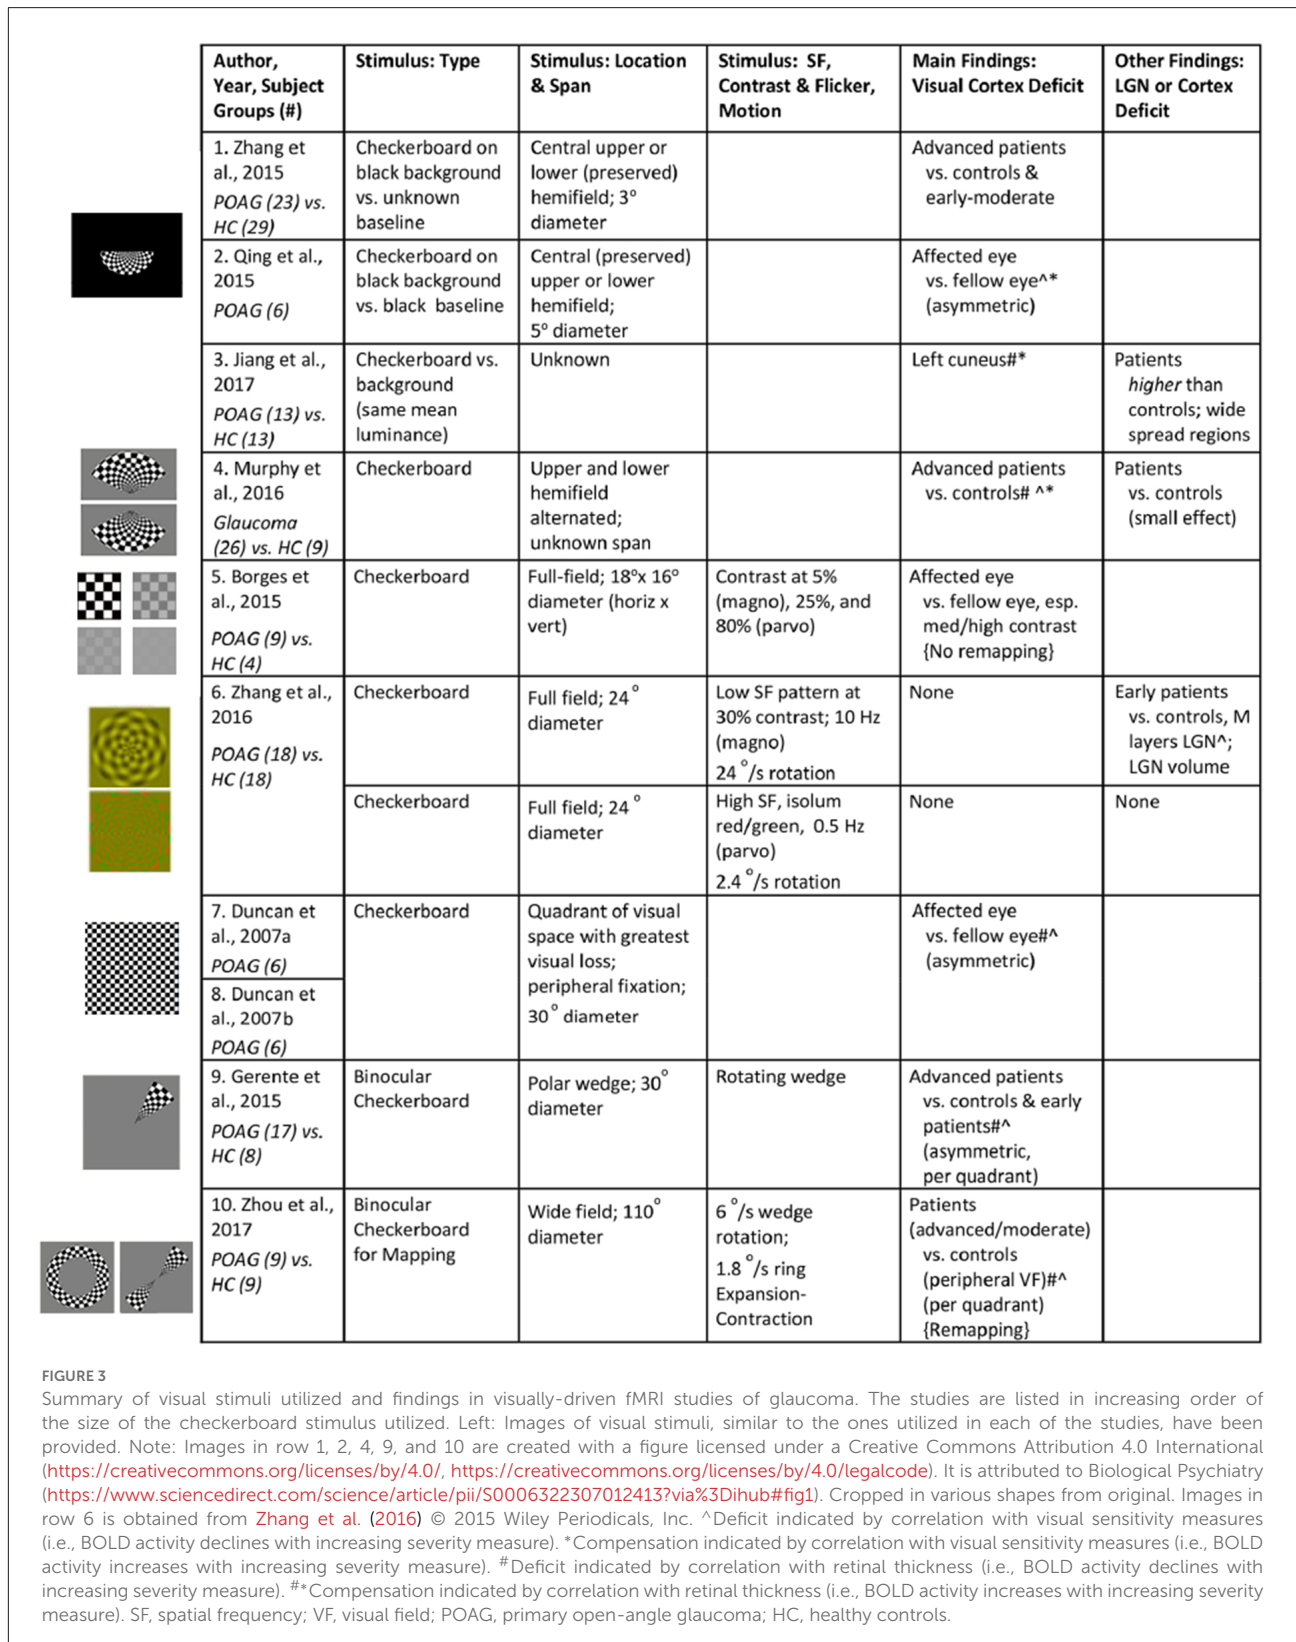 Author, Year, Subject Groups (#)
Stimulus: Type
Stimulus: Location & Span
Stimulus: SF, Contrast & Flicker, Motion
Main Findings: Visual Cortex Deficit
Other Findings: LGN or Cortex Deficit
1. Zhang et al., 2015
POAG (23) vs. HC (29)
Checkerboard on black background vs. unknown baseline
Central upper or lower (preserved) hemifield; 3° diameter
Advanced patients vs. controls & early-moderate
2. Qing et al., 2015
POAG (6)
Checkerboard on black background vs. black baseline
Central (preserved) upper or lower hemifield; 5° diameter
Affected eye vs. fellow eye^* (asymmetric)
3. Jiang et al., 2017
POAG (13) vs. HC (13)
Checkerboard vs. background (same mean luminance)
Unknown
Left cuneus#*
Patients higher than controls; wide spread regions
4. Murphy et al., 2016
Glaucoma (26) vs. HC (9)
Checkerboard
Upper and lower hemifield alternated; unknown span
Advanced patients vs. controls# ^*
Patients vs. controls (small effect)
5. Borges et al., 2015
POAG (9) vs. HC (4)
Checkerboard
Full-field; 18°x 16° diameter (horiz x vert)
Contrast at 5% (magno), 25%, and 80% (parvo)
Affected eye vs. fellow eye, esp. med/high contrast {No remapping}
6. Zhang et al., 2016
POAG (18) vs. HC (18)
Checkerboard
Full field; 24° diameter
Low SF pattern at 30% contrast; 10 Hz (magno)
24 °/s rotation
None
Early patients vs. controls, M layers LGN^; LGN volume
Checkerboard
Full field; 24 ° diameter
High SF, isolum red/green, 0.5 Hz (parvo)
2.4 °/s rotation
None
None
7. Duncan et al., 2007a
POAG (6)
Checkerboard
Quadrant of visual space with greatest visual loss; peripheral fixation; 30° diameter
Affected eye vs. fellow eye#^ (asymmetric)
8. Duncan et al., 2007b
POAG (6)
9. Gerente et al., 2015
POAG (17) vs. HC (8)
Binocular Checkerboard
Polar wedge; 30° diameter
Rotating wedge
Advanced patients vs. controls & early patients#^ (asymmetric, per quadrant)
10. Zhou et al., 2017
POAG (9) vs. HC (9)
Binocular Checkerboard for Mapping
Wide field; 110° diameter
6 °/s wedge rotation;
1.8 °/s ring Expansion-Contraction
Patients (advanced/moderate) vs. controls (peripheral VF)#^ (per quadrant) {Remapping}
FIGURE 3
Summary of visual stimuli utilized and findings in visually-driven fMRI studies of glaucoma. The studies are listed in increasing order of
the size of the checkerboard stimulus utilized. Left: Images of visual stimuli, similar to the ones utilized in each of the studies, have been
provided. Note: Images in row 1, 2, 4, 9, and 10 are created with a figure licensed under a Creative Commons Attribution 4.0 International
(https://creativecommons.org/licenses/by/4.0/, https://creativecommons.org/licenses/by/4.0/legalcode). It is attributed to Biological Psychiatry
(https://www.sciencedirect.com/science/article/pii/S0006322307012413?via%3Dihub#fig1). Cropped in various shapes from original. Images in
row 6 is obtained from Zhang et al. (2016) © 2015 Wiley Periodicals, Inc. ^Deficit indicated by correlation with visual sensitivity measures
(i.e., BOLD activity declines with increasing severity measure). *Compensation indicated by correlation with visual sensitivity measures (i.e., BOLD
activity increases with increasing severity measure). #Deficit indicated by correlation with retinal thickness (i.e., BOLD activity declines with
increasing severity measure). #*Compensation indicated by correlation with retinal thickness (i.e., BOLD activity increases with increasing severity
measure). SF, spatial frequency; VF, visual field; POAG, primary open-angle glaucoma; HC, healthy controls.